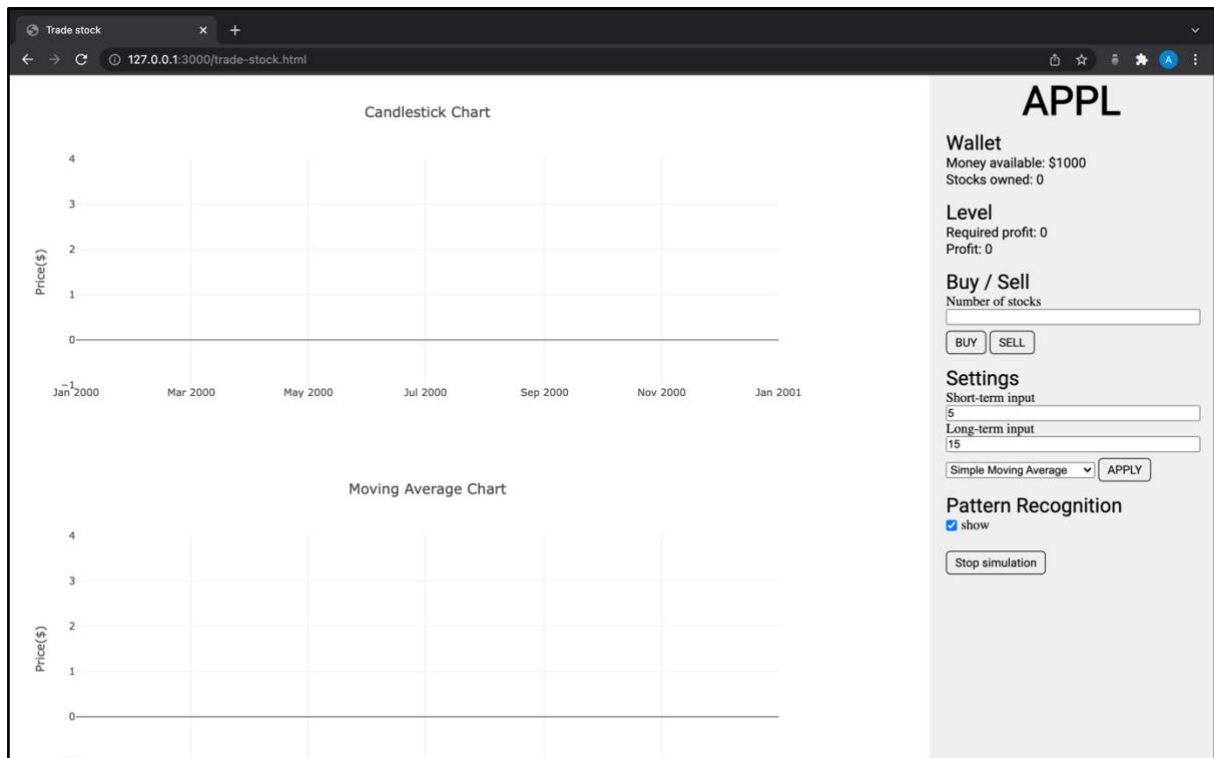 Trade stock
127.0.0.1:3000/trade-stock.html
A
Candlestick Chart
4
3
2
1
0
−1
Price($)
Jan 2000 Mar 2000 May 2000 Jul 2000 Sep 2000 Nov 2000 Jan 2001
Moving Average Chart
4
3
2
1
0
Price($)
APPL
Wallet
Money available: $1000
Stocks owned: 0
Level
Required profit: 0
Profit: 0
Buy / Sell
Number of stocks
BUY SELL
Settings
Short-term input
5
Long-term input
15
Simple Moving Average APPLY
Pattern Recognition
show
Stop simulation